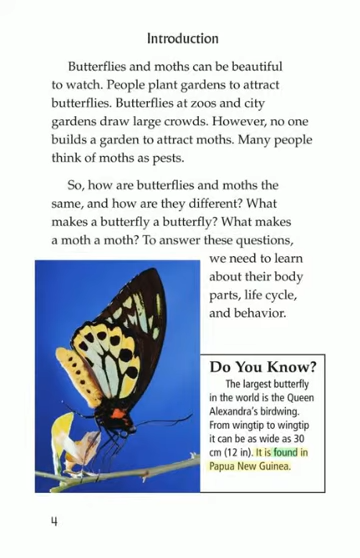 Introduction
Butterflies and moths can be beautiful
to watch. People plant gardens to attract
butterflies. Butterflies at zoos and city
gardens draw large crowds. However, no one
builds a garden to attract moths. Many people
think of moths as pests.
So, how are butterflies and moths the
same, and how are they different? What
makes a butterfly a butterfly? What makes
a moth a moth? To answer these questions,
we need to learn
about their body
parts, life cycle,
and behavior.
Do You Know?
The largest butterfly
in the world is the Queen
Alexandra's birdwing.
From wingtip to wingtip
it can be as wide as 30
cm (12 in). It is found in
Papua New Guinea.
4